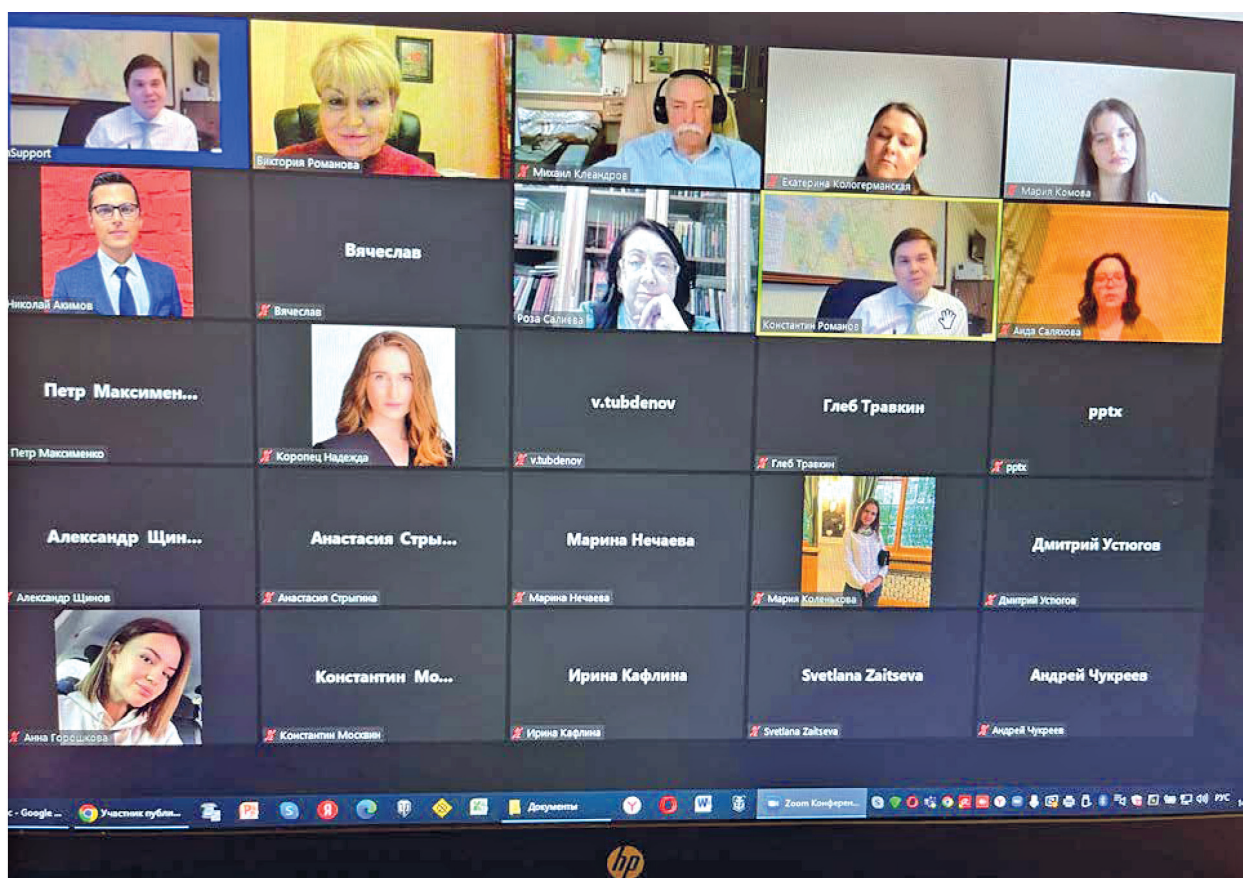 Support
Виктория Романова
Михаил Клеандров
Екатерина Кологерманская
Мария Комова
Николай Акимов
Вячеслав
Вячеслав
Роза Салиева
Константин Романов
Аида Саляхова
Петр Максимен...
Петр Максименко
Коропец Надежда
v.tubdenov
v.tubdenov
Глеб Травкин
Глеб Травкин
pptx
pptx
Александр Щин...
Александр Щинов
Анастасия Стры...
Анастасия Стрыгина
Марина Нечаева
Марина Нечаева
Мария Коленькова
Дмитрий Устюгов
Дмитрий Устюгов
Анна Горошкова
Константин Мо...
Константин Москвин
Ирина Кафлина
Ирина Кафлина
Svetlana Zaitseva
Svetlana Zaitseva
Андрей Чукреев
Андрей Чукреев
с - Google ...
Участник публи...
Документы
Zoom Конферен...
РУС
hp